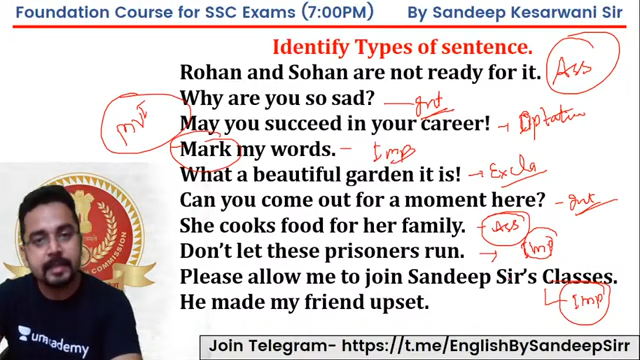 Foundation Course for SSC Exams (7:00PM) By Sandeep Kesarwani Sir
Identify Types of sentence.
Rohan and Sohan are not ready for it. Ass
Why are you so sad? Int
May you succeed in your career! Optative
MVI
Mark my words. Imp
What a beautiful garden it is! Excla
Can you come out for a moment here? Int
She cooks food for her family. Ass
Don't let these prisoners run. Imp
Please allow me to join Sandeep Sir's Classes.
He made my friend upset. Imp
COMMISSION
unacademy
Join Telegram- https://t.me/EnglishBySandeepSirr